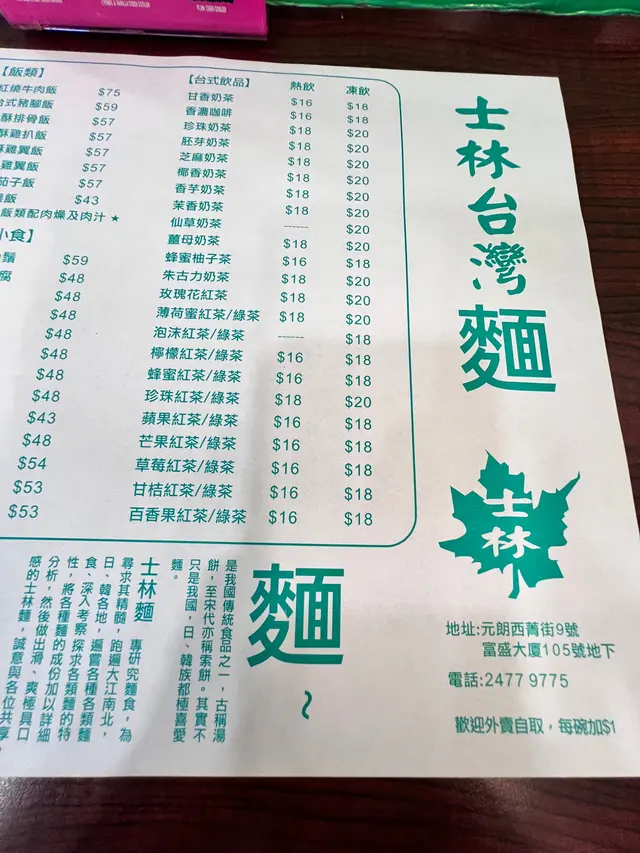 【飯類】
紅燒牛肉飯 $75
台式豬腳飯 $59
酥排骨飯 $57
酥雞扒飯 $57
酥雞翼飯 $57
雞翼飯 $57
茄子飯 $57
飯 $43
飯類配肉燥及肉汁 ★
小食】
鬚 $59
腐 $48
$48
$48
$48
$48
$48
$48
$43
$48
$54
$53
$53
【台式飲品】 熱飲 凍飲
甘香奶茶 $16 $18
香濃咖啡 $16 $18
珍珠奶茶 $18 $20
胚芽奶茶 $18 $20
芝麻奶茶 $18 $20
椰香奶茶 $18 $20
香芋奶茶 $18 $20
茉香奶茶 $18 $20
仙草奶茶 ------ $20
薑母奶茶 $18 $20
蜂蜜柚子茶 $16 $18
朱古力奶茶 $18 $20
玫瑰花紅茶 $18 $20
薄荷蜜紅茶/綠茶 $18 $20
泡沫紅茶/綠茶 ------ $18
檸檬紅茶/綠茶 $16 $18
蜂蜜紅茶/綠茶 $16 $18
珍珠紅茶/綠茶 $18 $20
蘋果紅茶/綠茶 $16 $18
芒果紅茶/綠茶 $16 $18
草莓紅茶/綠茶 $16 $18
甘桔紅茶/綠茶 $16 $18
百香果紅茶/綠茶 $16 $18
士林台灣麵
士林
地址:元朗西菁街9號
富盛大廈105號地下
電話:2477 9775
歡迎外賣自取，每碗加$1
麵~
是我國傳統食品之一，古稱湯
餅，至宋代亦稱索餅。其實不
只是我國，日、韓族都極喜愛
麵。
士林麵 專研究麵食，為
尋求其精髓，跑遍大江南北，
日、韓各地，遍嘗各種各類麵
食、深入考察，探求各類麵的特
性，將各種麵的成份加以詳細
分析，然後做出滑、爽極具口
感的士林麵，誠意與各位共享。